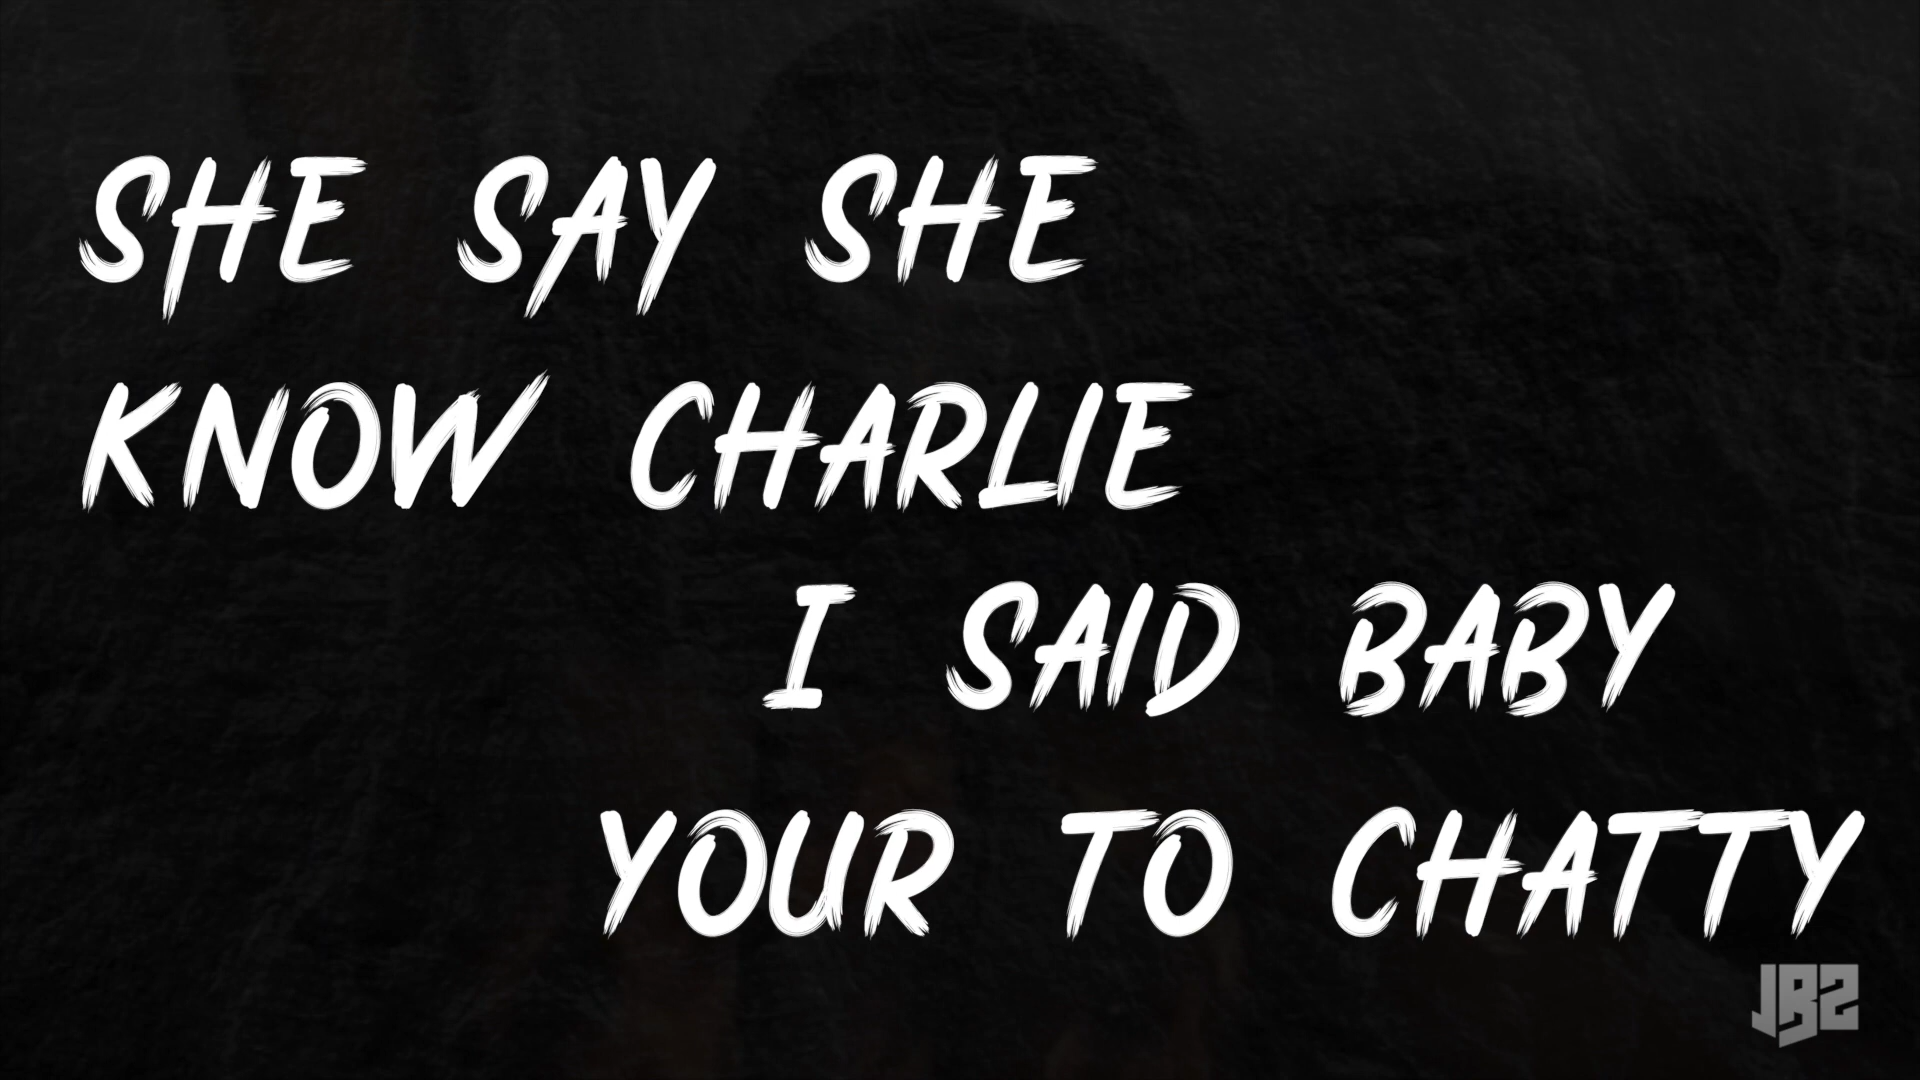 SHE SAY SHE
KNOW CHARLIE
I SAID BABY
YOUR TO CHATTY
JB2